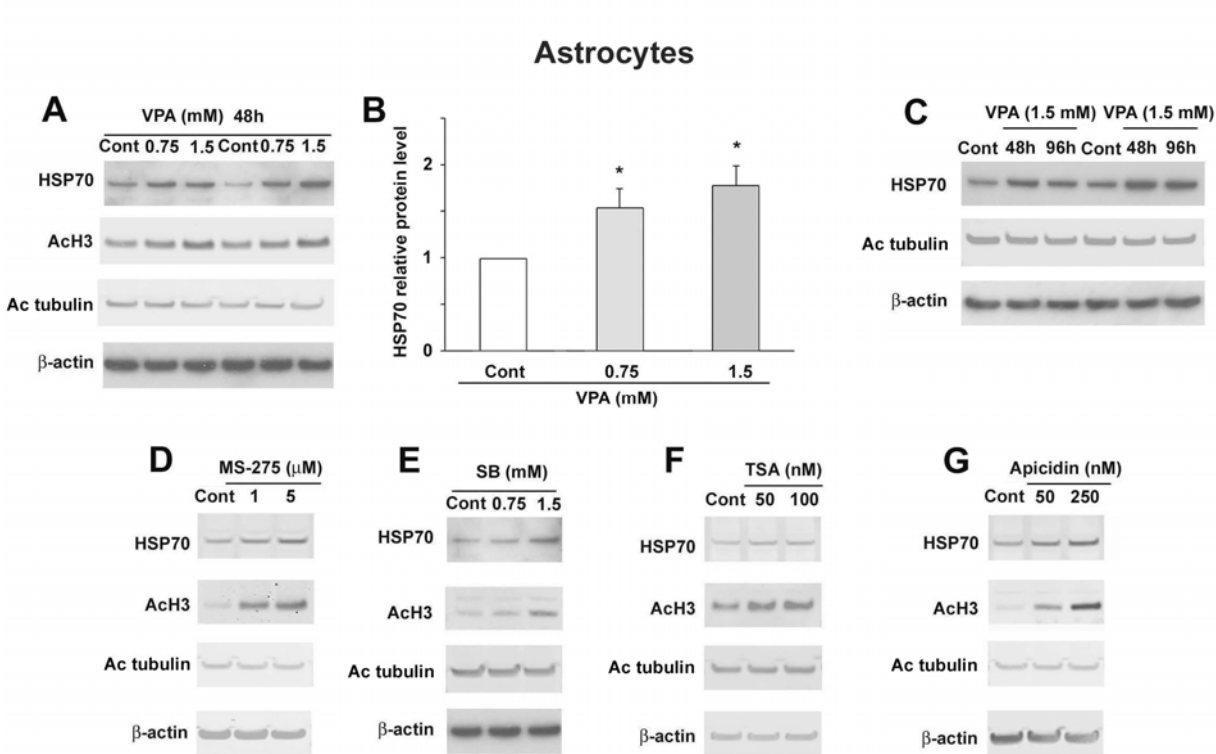 Astrocytes
A
VPA (mM) 48h
Cont 0.75 1.5 Cont 0.75 1.5
HSP70
AcH3
Ac tubulin
β-actin
B
HSP70 relative protein level
2
1
0
* *
Cont 0.75 1.5
VPA (mM)
C
VPA (1.5 mM) VPA (1.5 mM)
Cont 48h 96h Cont 48h 96h
HSP70
Ac tubulin
β-actin
D
MS-275 (μM)
Cont 1 5
HSP70
AcH3
Ac tubulin
β-actin
E
SB (mM)
Cont 0.75 1.5
HSP70
AcH3
Ac tubulin
β-actin
F
TSA (nM)
Cont 50 100
HSP70
AcH3
Ac tubulin
β-actin
G
Apicidin (nM)
Cont 50 250
HSP70
AcH3
Ac tubulin
β-actin